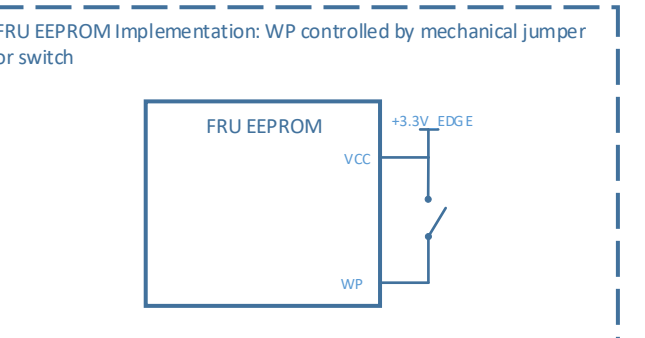 FRU EEPROM Implementation: WP controlled by mechanical jumper
or switch
FRU EEPROM
+3.3V_EDGE
VCC
WP